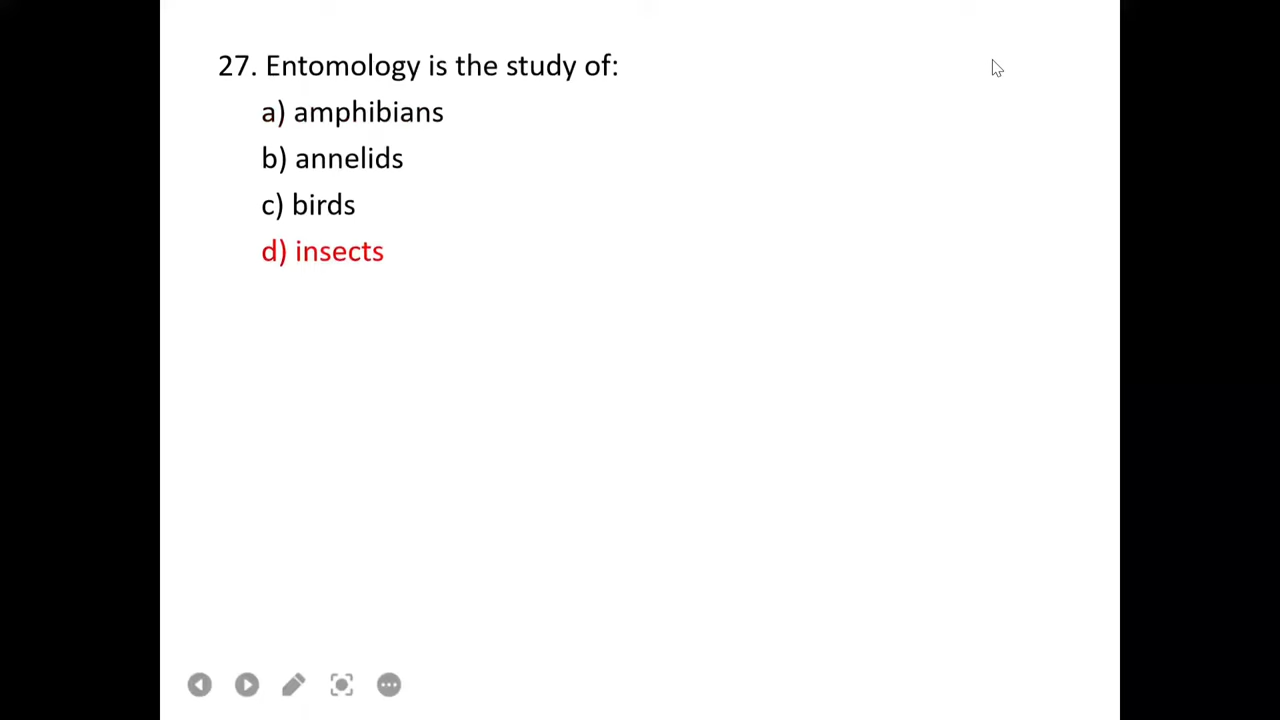 27. Entomology is the study of:
a) amphibians
b) annelids
c) birds
d) insects